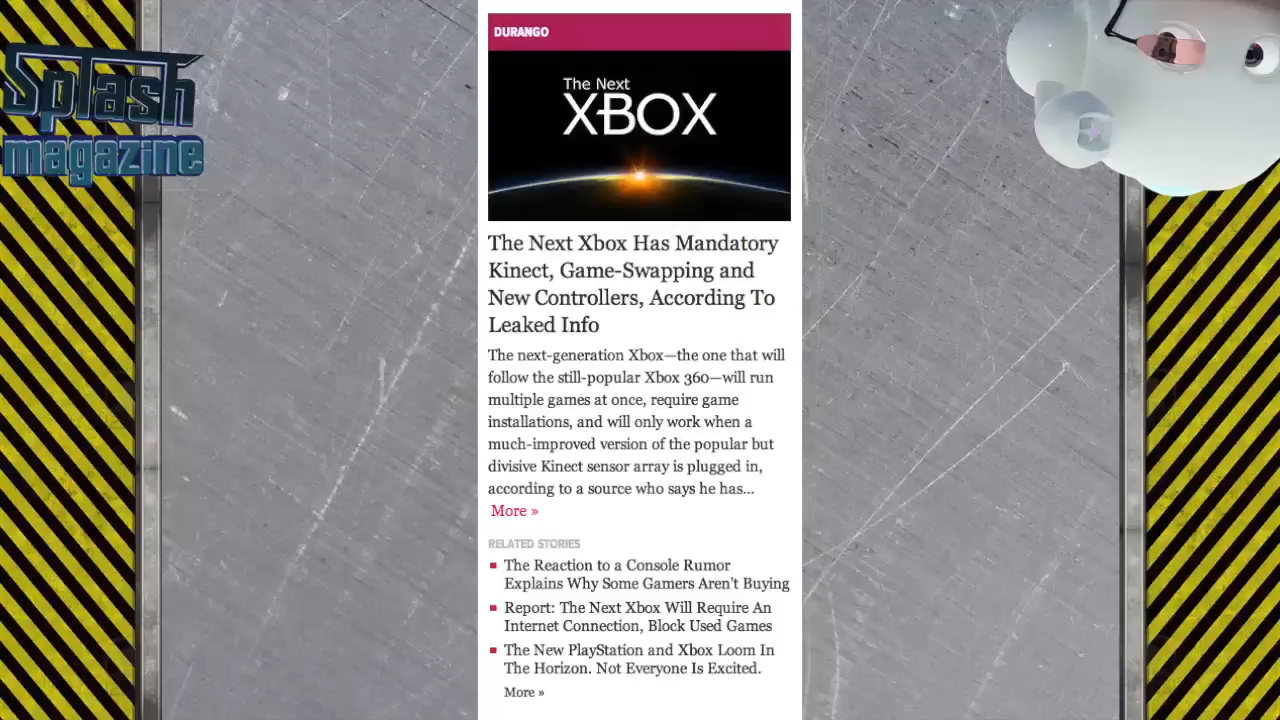 Splash
magazine
DURANGO
The Next
XBOX
The Next Xbox Has Mandatory
Kinect, Game-Swapping and
New Controllers, According To
Leaked Info
The next-generation Xbox—the one that will
follow the still-popular Xbox 360—will run
multiple games at once, require game
installations, and will only work when a
much-improved version of the popular but
divisive Kinect sensor array is plugged in,
according to a source who says he has...
More »
RELATED STORIES
The Reaction to a Console Rumor
Explains Why Some Gamers Aren't Buying
Report: The Next Xbox Will Require An
Internet Connection, Block Used Games
The New PlayStation and Xbox Loom In
The Horizon. Not Everyone Is Excited.
More »